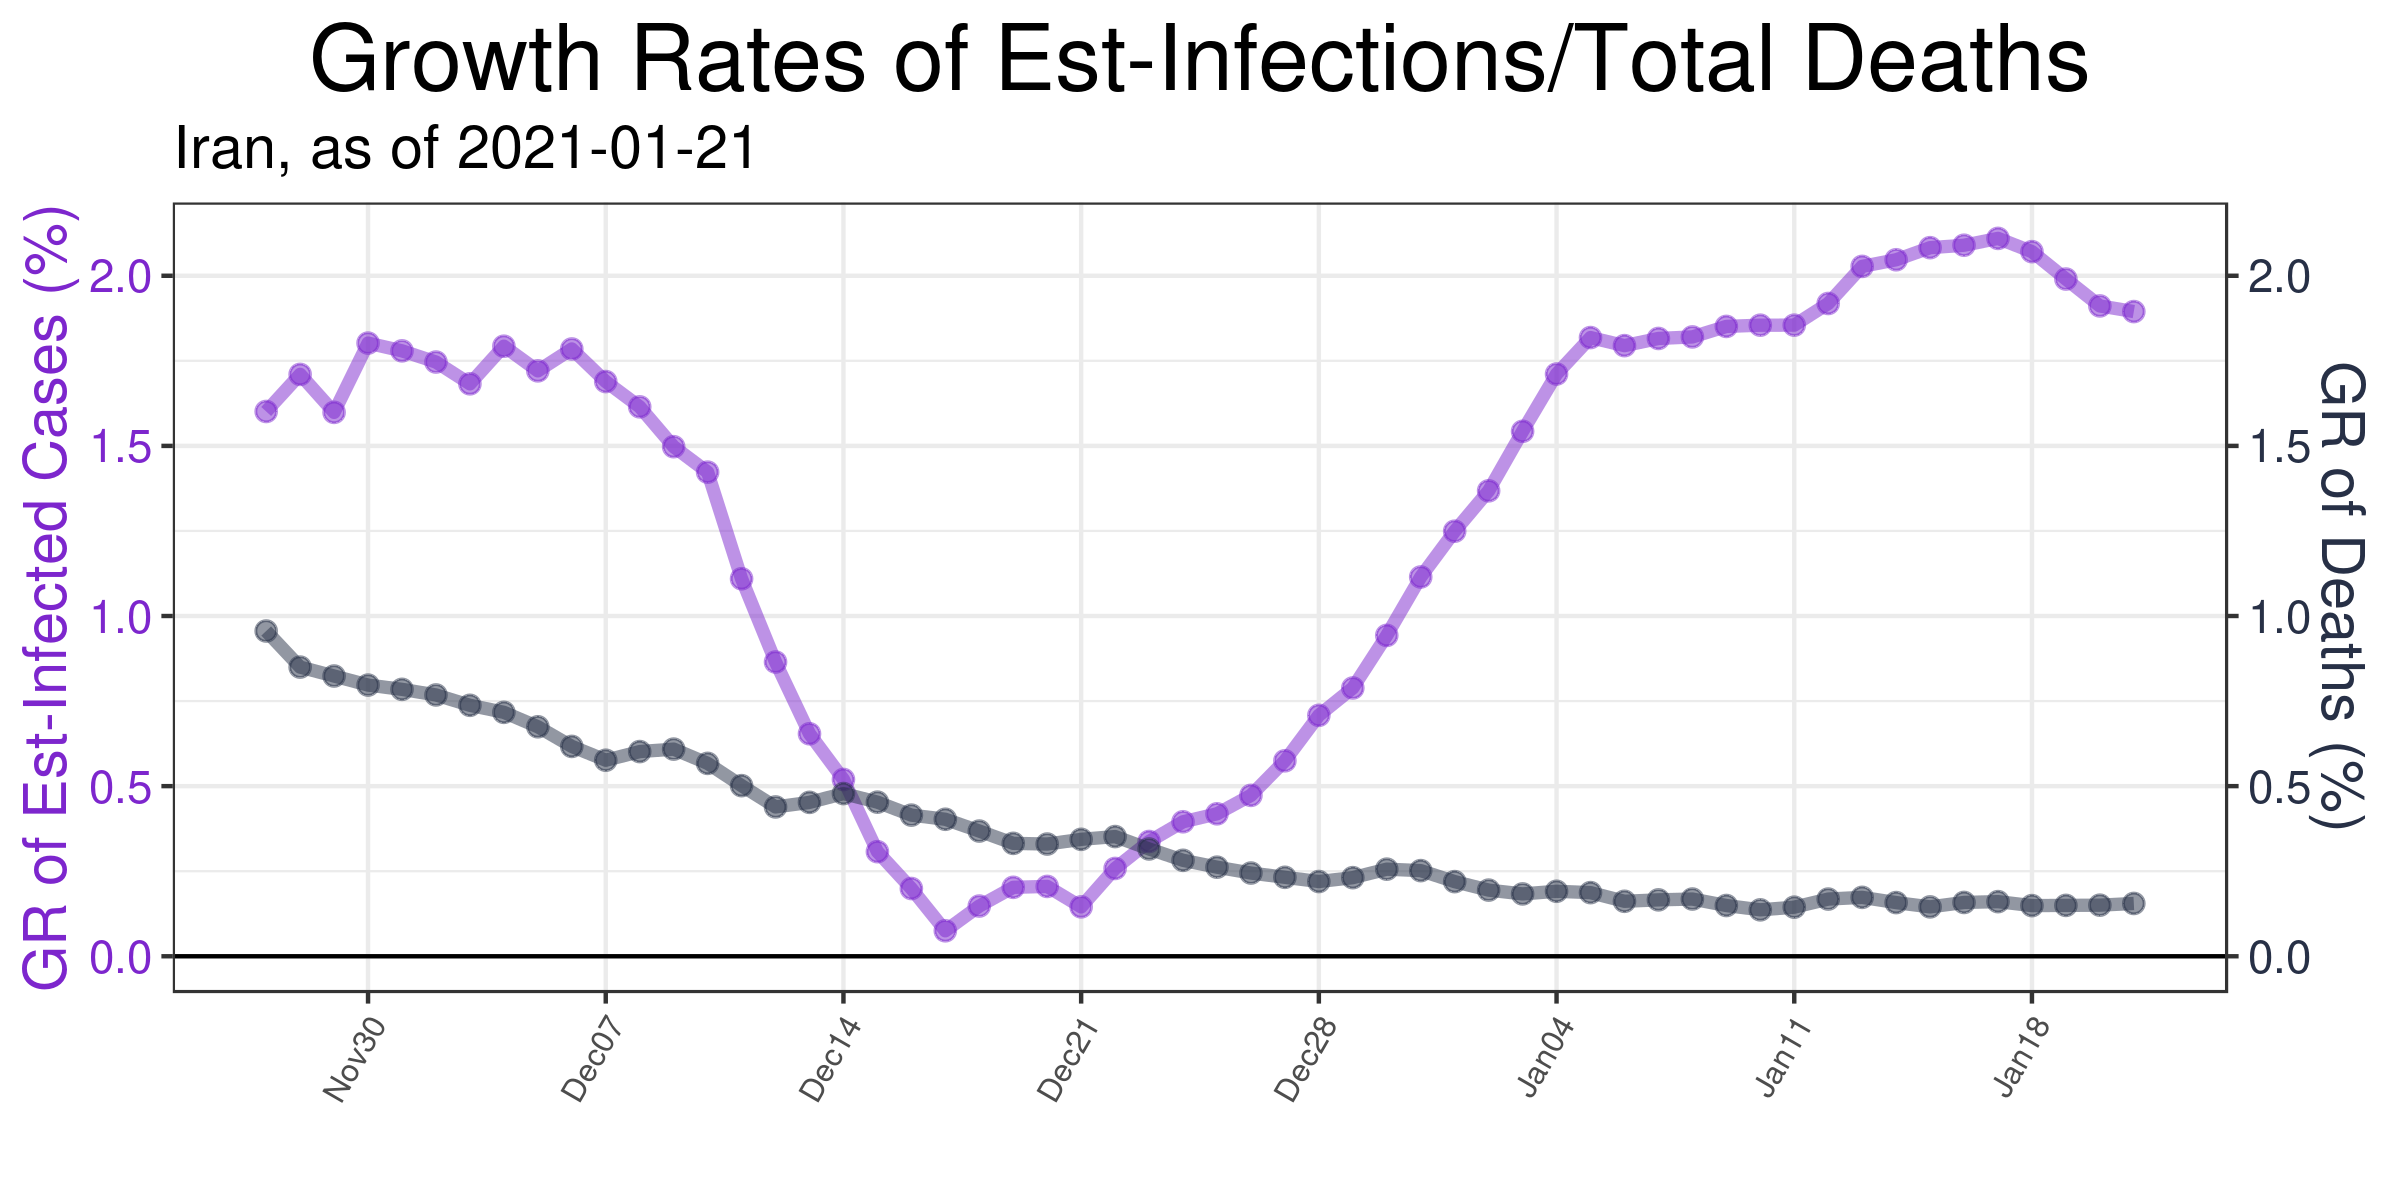 Growth Rates of Est-Infections/Total Deaths
Iran, as of 2021-01-21
GR of Est-Infected Cases (%)
2.0
1.5
1.0
0.5
0.0
2.0
1.5
1.0
0.5
0.0
GR of Deaths (%)
Nov30
Dec07
Dec14
Dec21
Dec28
Jan04
Jan11
Jan18